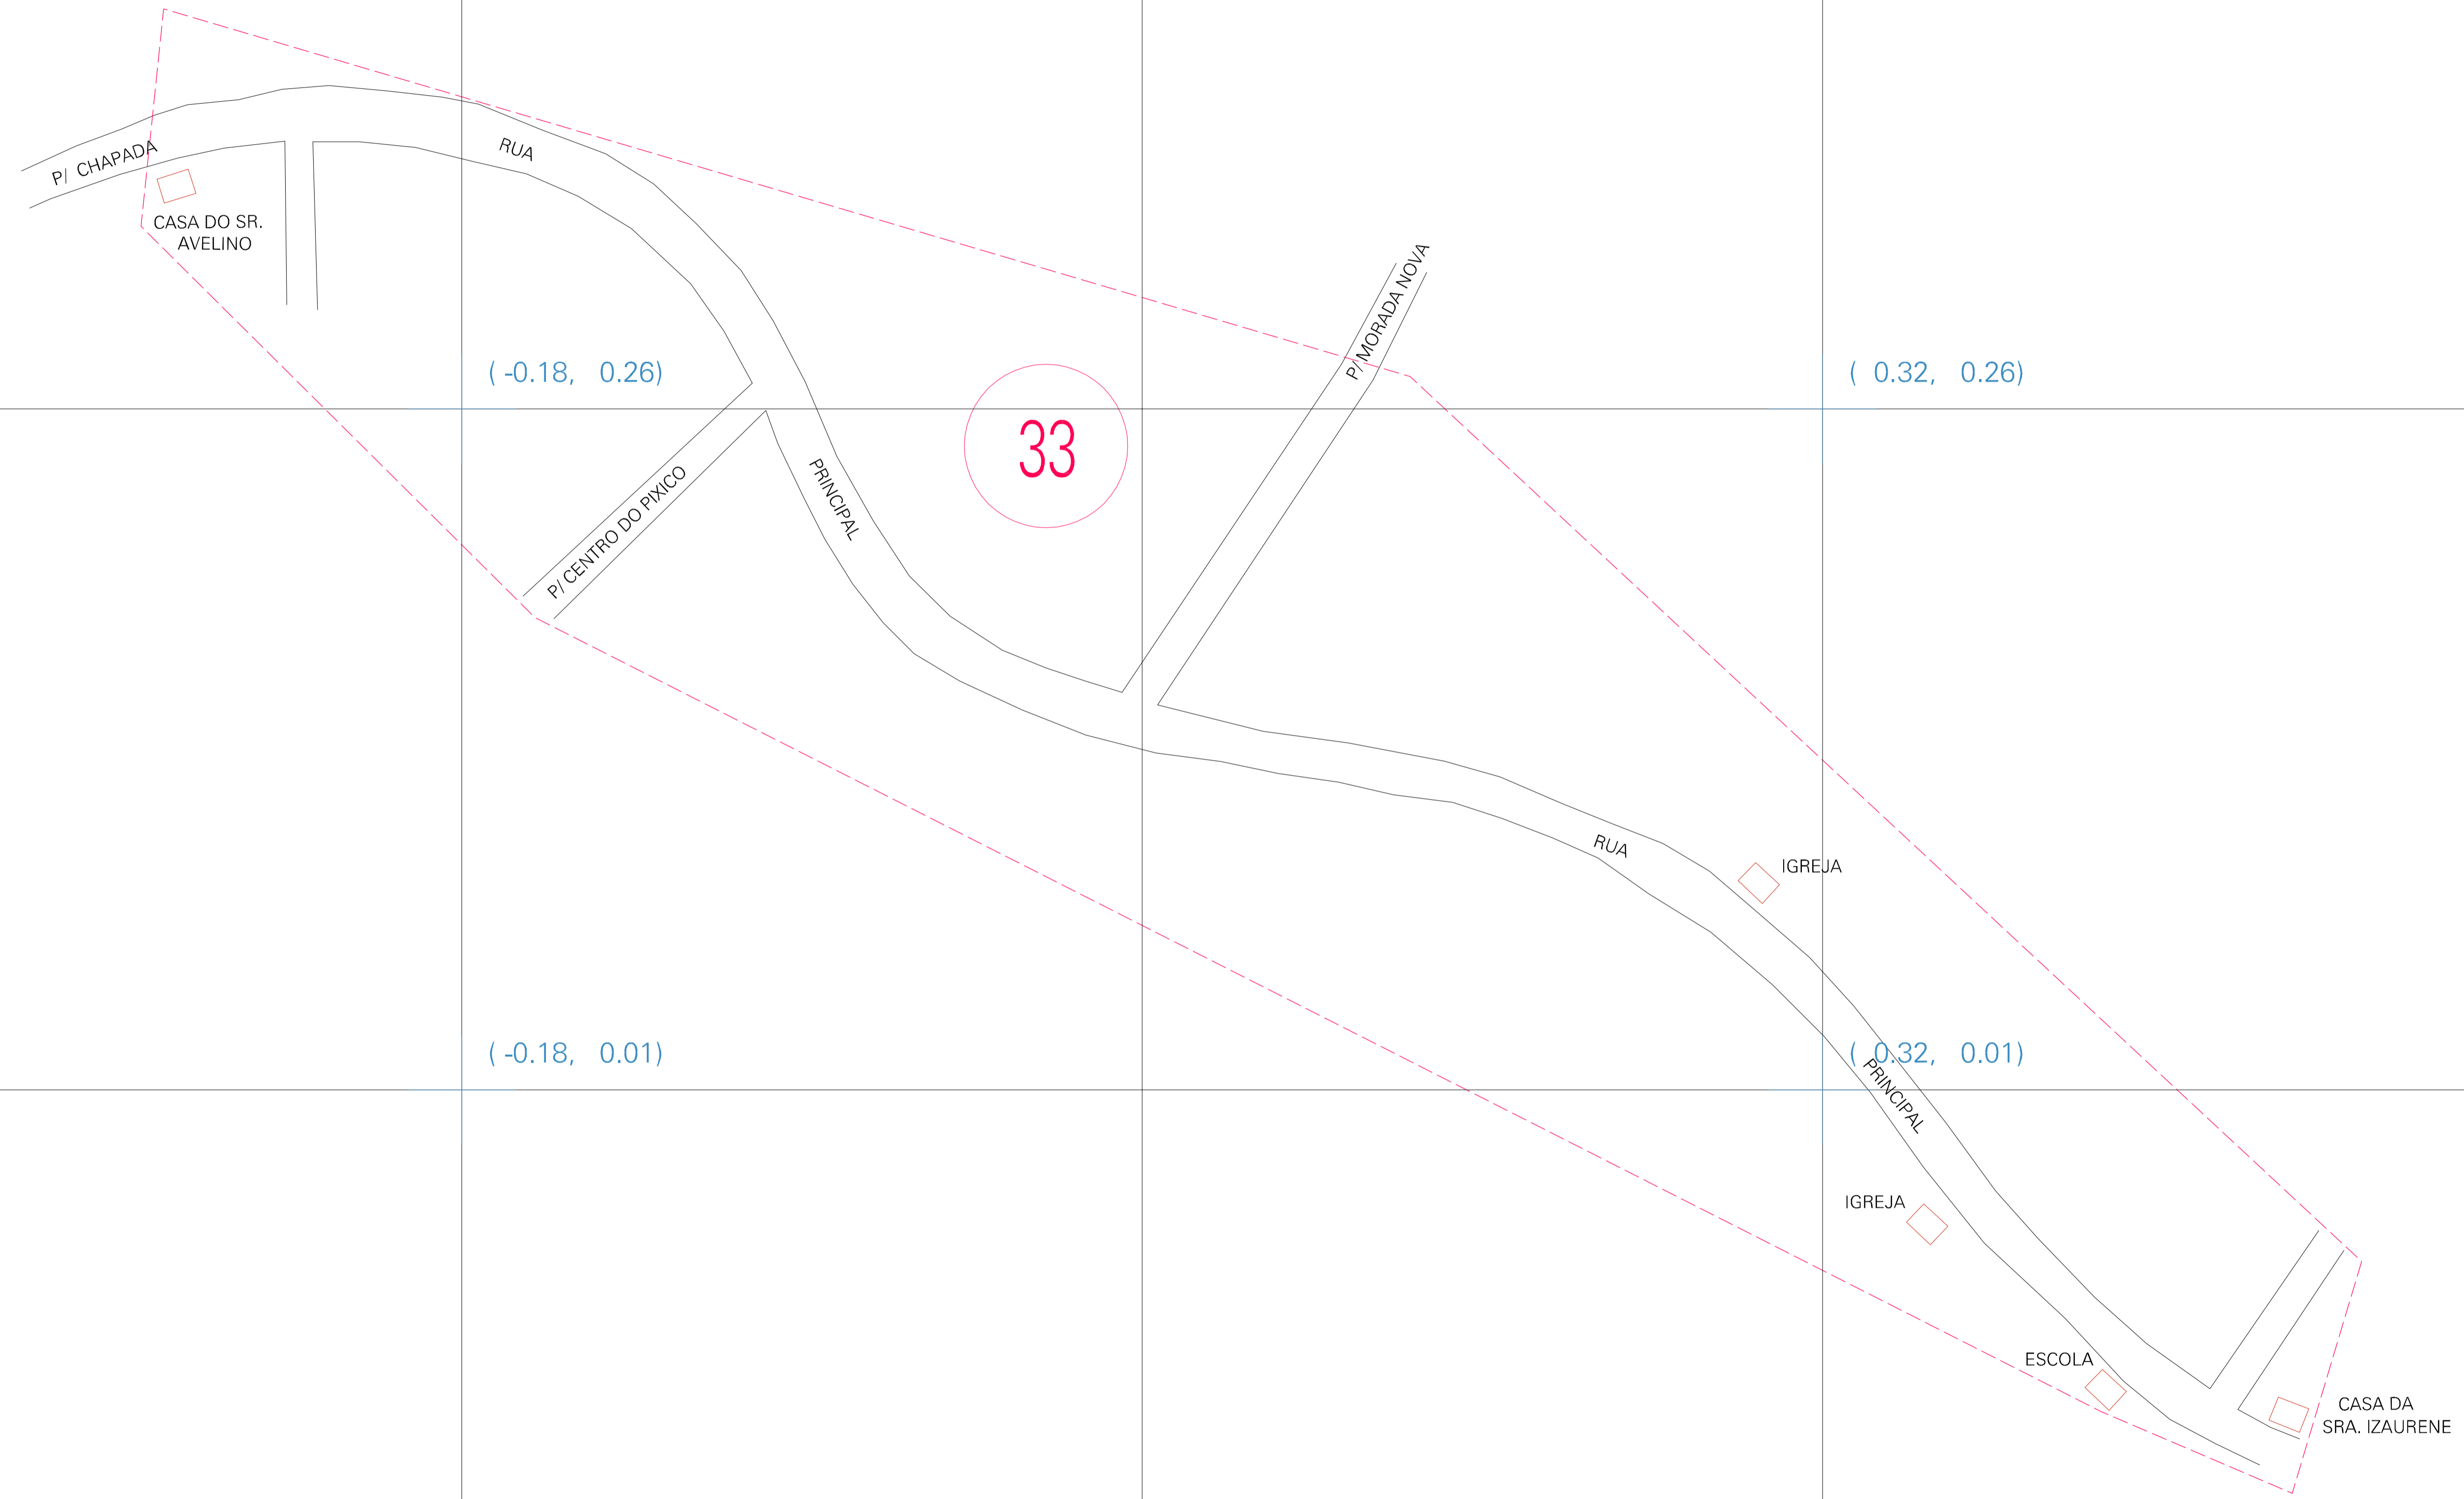 P/ CHAPADA
RUA
CASA DO SR.
AVELINO
P/ MORADA NOVA
(-0.18, 0.26)
( 0.32, 0.26)
33
PRINCIPAL
P/ CENTRO DO PIXICO
RUA
IGREJA
(-0.18, 0.01)
( 0.32, 0.01)
PRINCIPAL
IGREJA
ESCOLA
CASA DA
SRA. IZAURENE